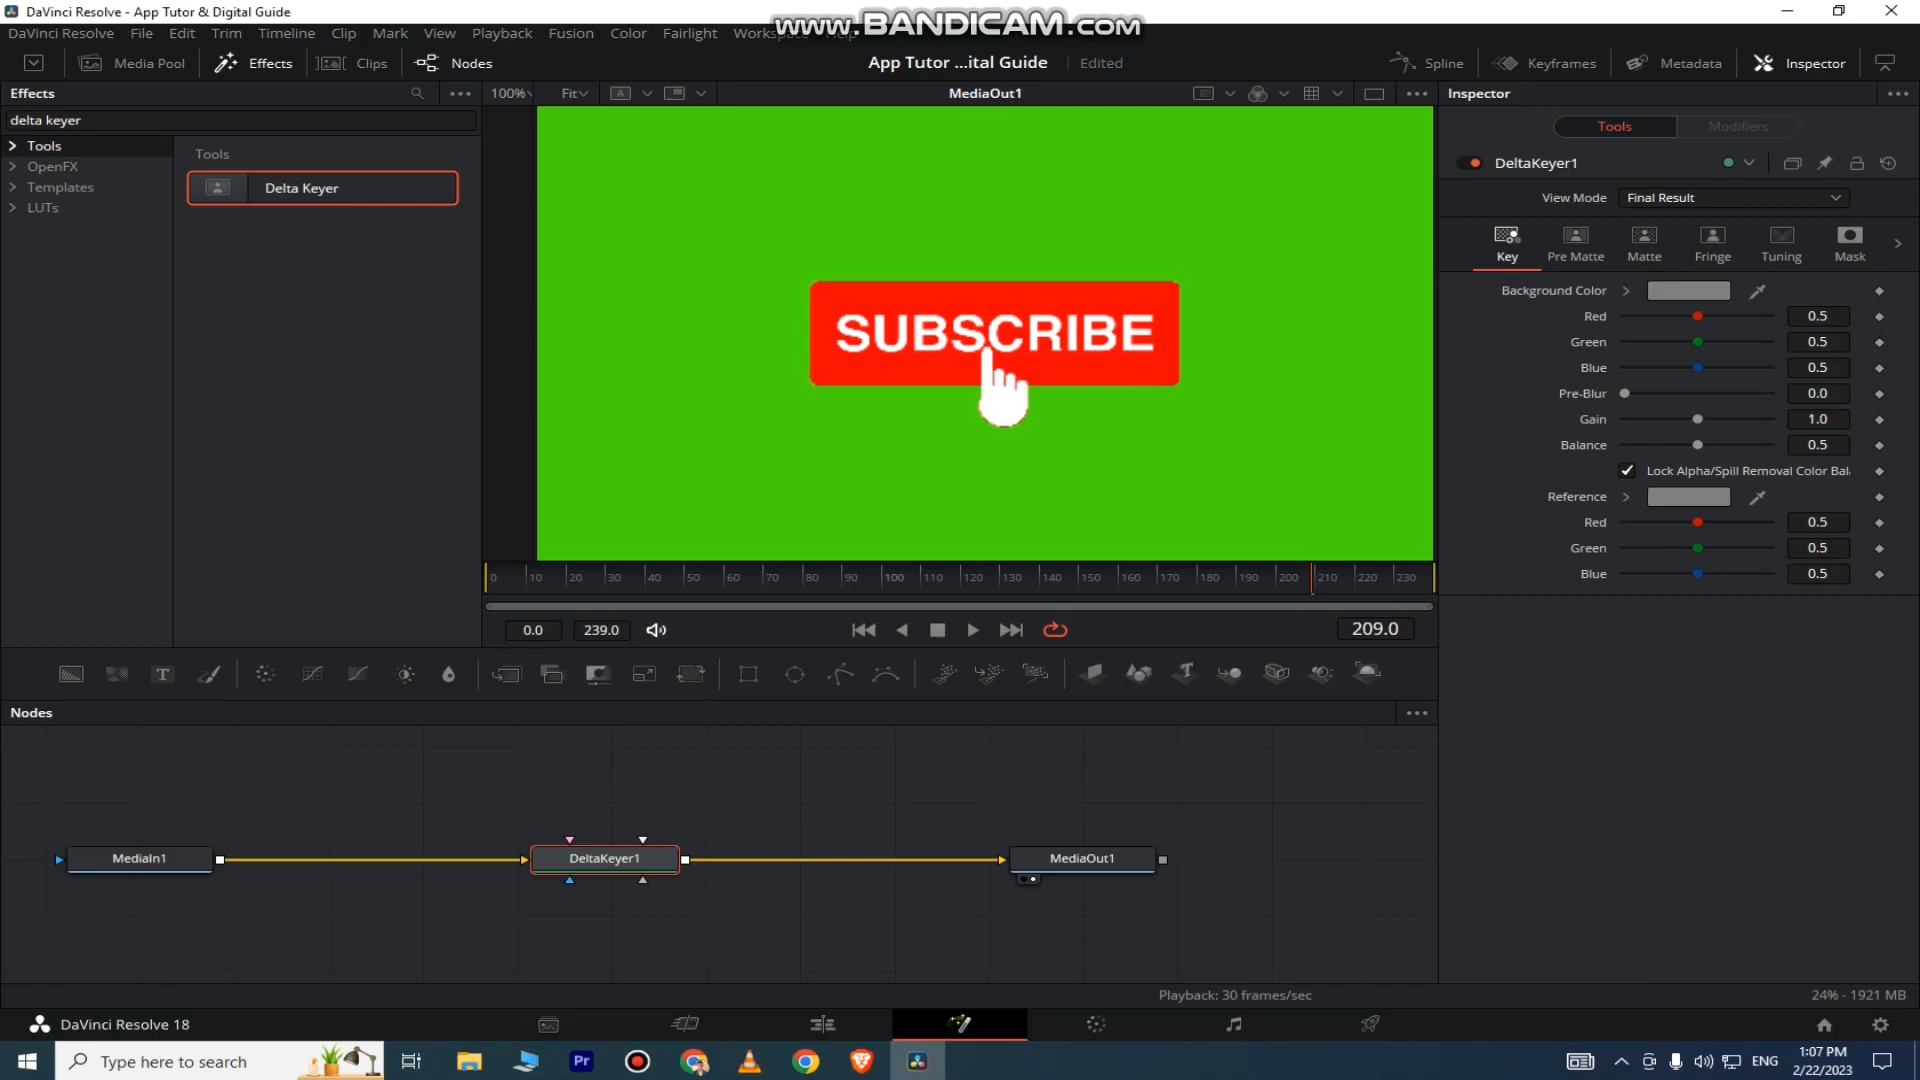 DaVinci Resolve - App Tutor & Digital Guide
www.BANDICAM.com
DaVinci Resolve File Edit Trim Timeline Clip Mark View Playback Fusion Color Fairlight Workspace Help
Media Pool Effects Clips Nodes App Tutor ...ital Guide Edited Spline Keyframes Metadata Inspector
Effects 100% Fit MediaOut1 Inspector
delta keyer
Tools Modifiers
Tools
OpenFX
Templates
LUTs
Tools
Delta Keyer
SUBSCRIBE
DeltaKeyer1
View Mode Final Result
Key Pre Matte Matte Fringe Tuning Mask
Background Color
Red 0.5
Green 0.5
Blue 0.5
Pre-Blur 0.0
Gain 1.0
Balance 0.5
Lock Alpha/Spill Removal Color Bal
Reference
Red 0.5
Green 0.5
Blue 0.5
0 10 20 30 40 50 60 70 80 90 100 110 120 130 140 150 160 170 180 190 200 210 220 230
0.0 239.0 209.0
Nodes
MediaIn1 DeltaKeyer1 MediaOut1
Playback: 30 frames/sec 24% - 1921 MB
DaVinci Resolve 18
Type here to search
Pr
ENG
1:07 PM
2/22/2023